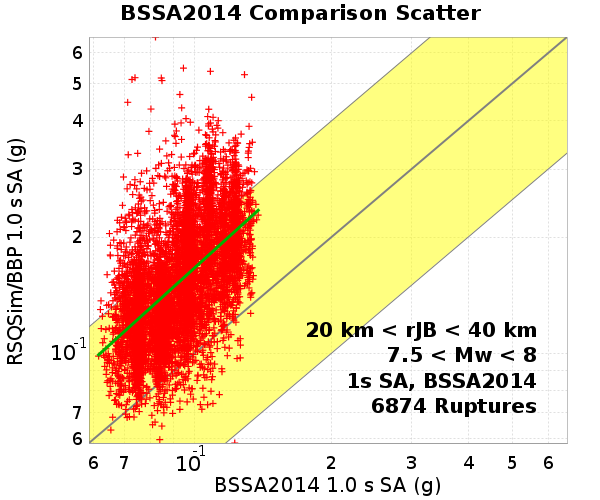 BSSA2014 Comparison Scatter
RSQSim/BBP 1.0 s SA (g)
6
5
4
3
2
10-1
7
6
20 km < rJB < 40 km
7.5 < Mw < 8
1s SA, BSSA2014
6874 Ruptures
6 7 10-1 2 3 4 5 6
BSSA2014 1.0 s SA (g)